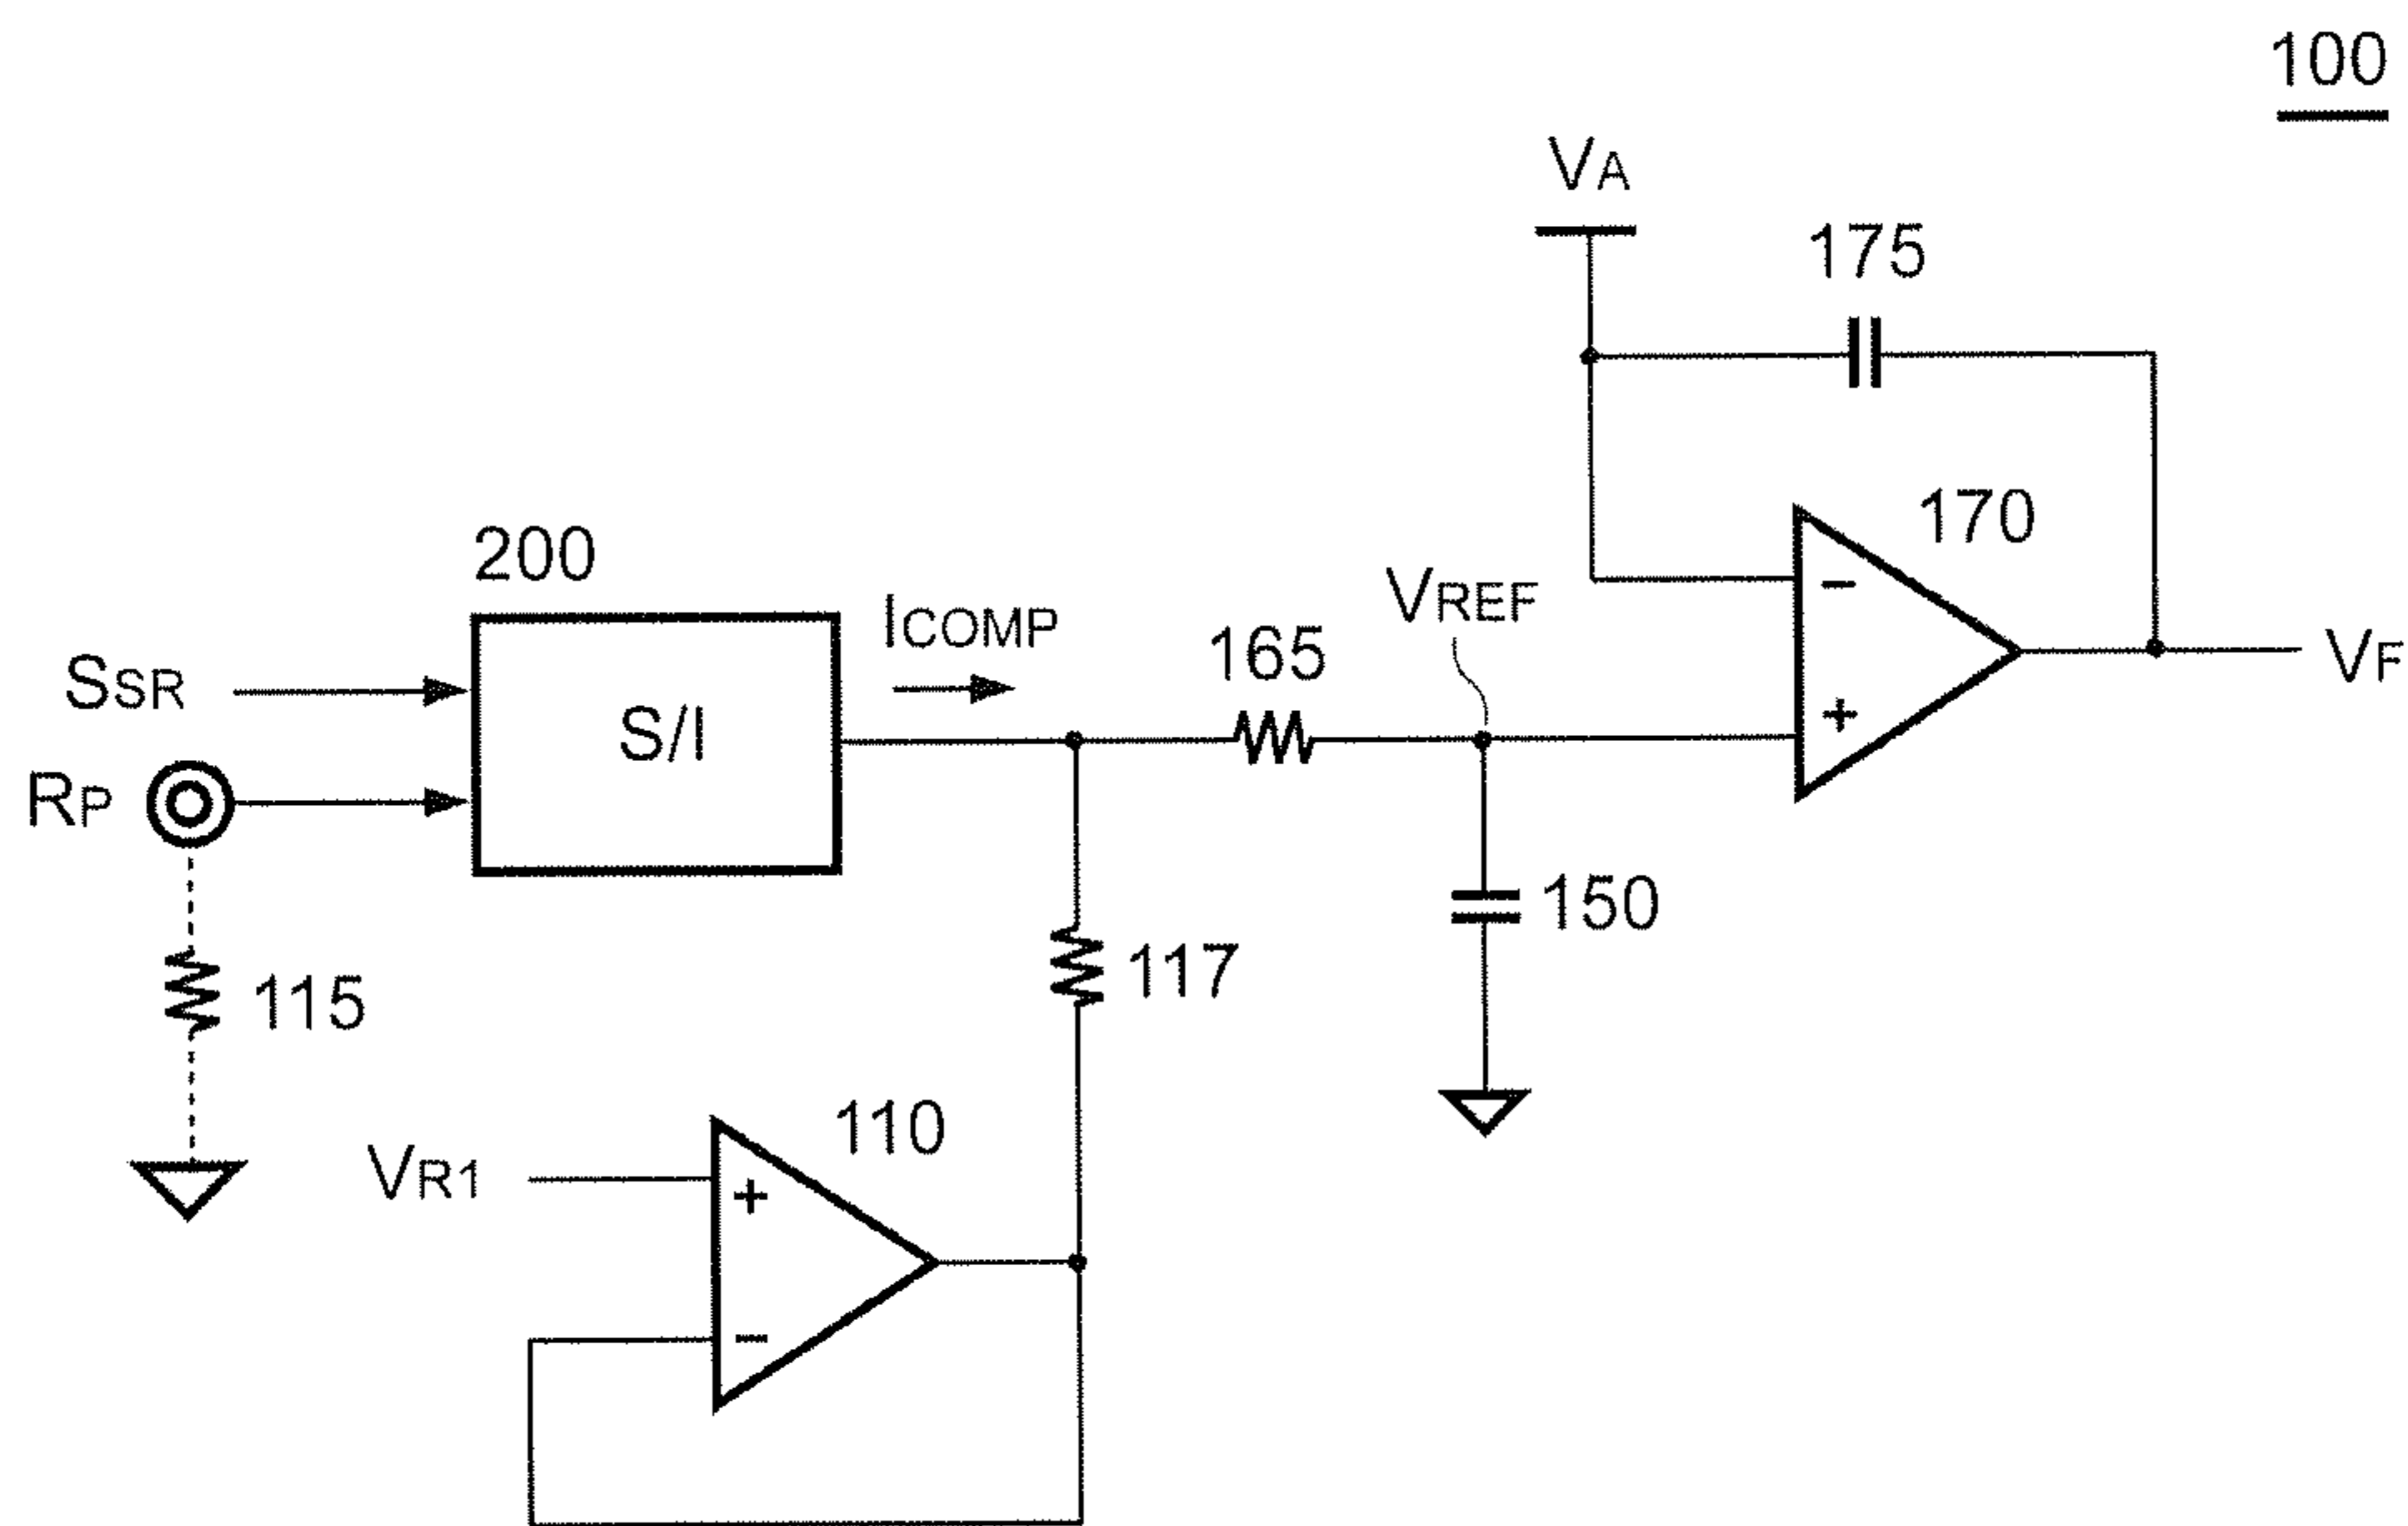 100
VA
175
170
200
ICOMP
VREF
165
SSR
S/I
VF
RP
−
+
150
117
115
110
VR1
+
−